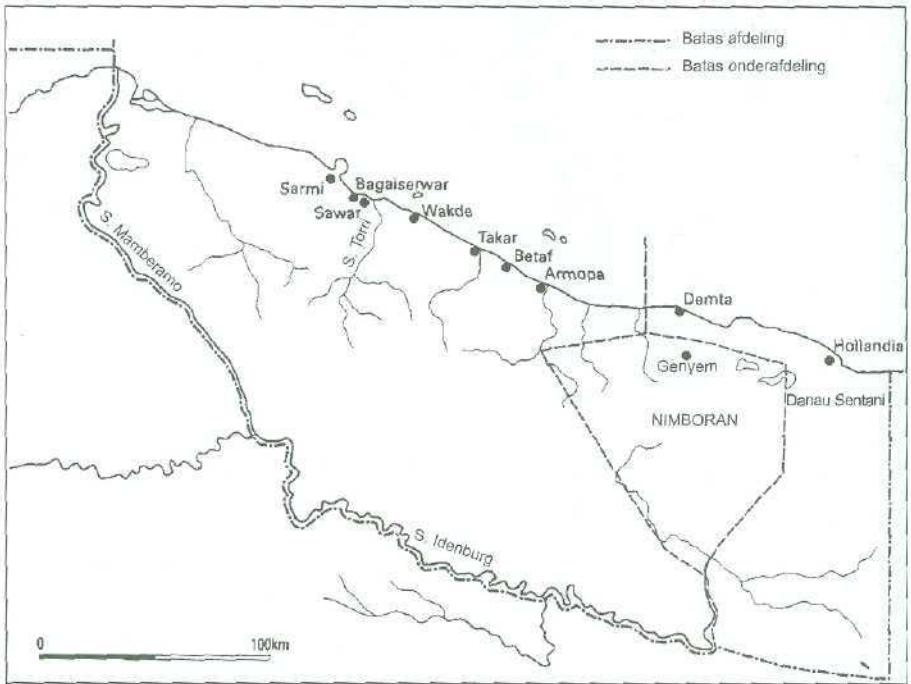 Batas afdeling
Batas onderafdeling
Sarmi
Bagaiserwar
Sawar
S. Torri
Wakde
Takar
Betaf
Armopa
Demta
Hollandia
Genyem
Danau Sentani
NIMBORAN
S. Mamberamo
S. Idenburg
0 100km